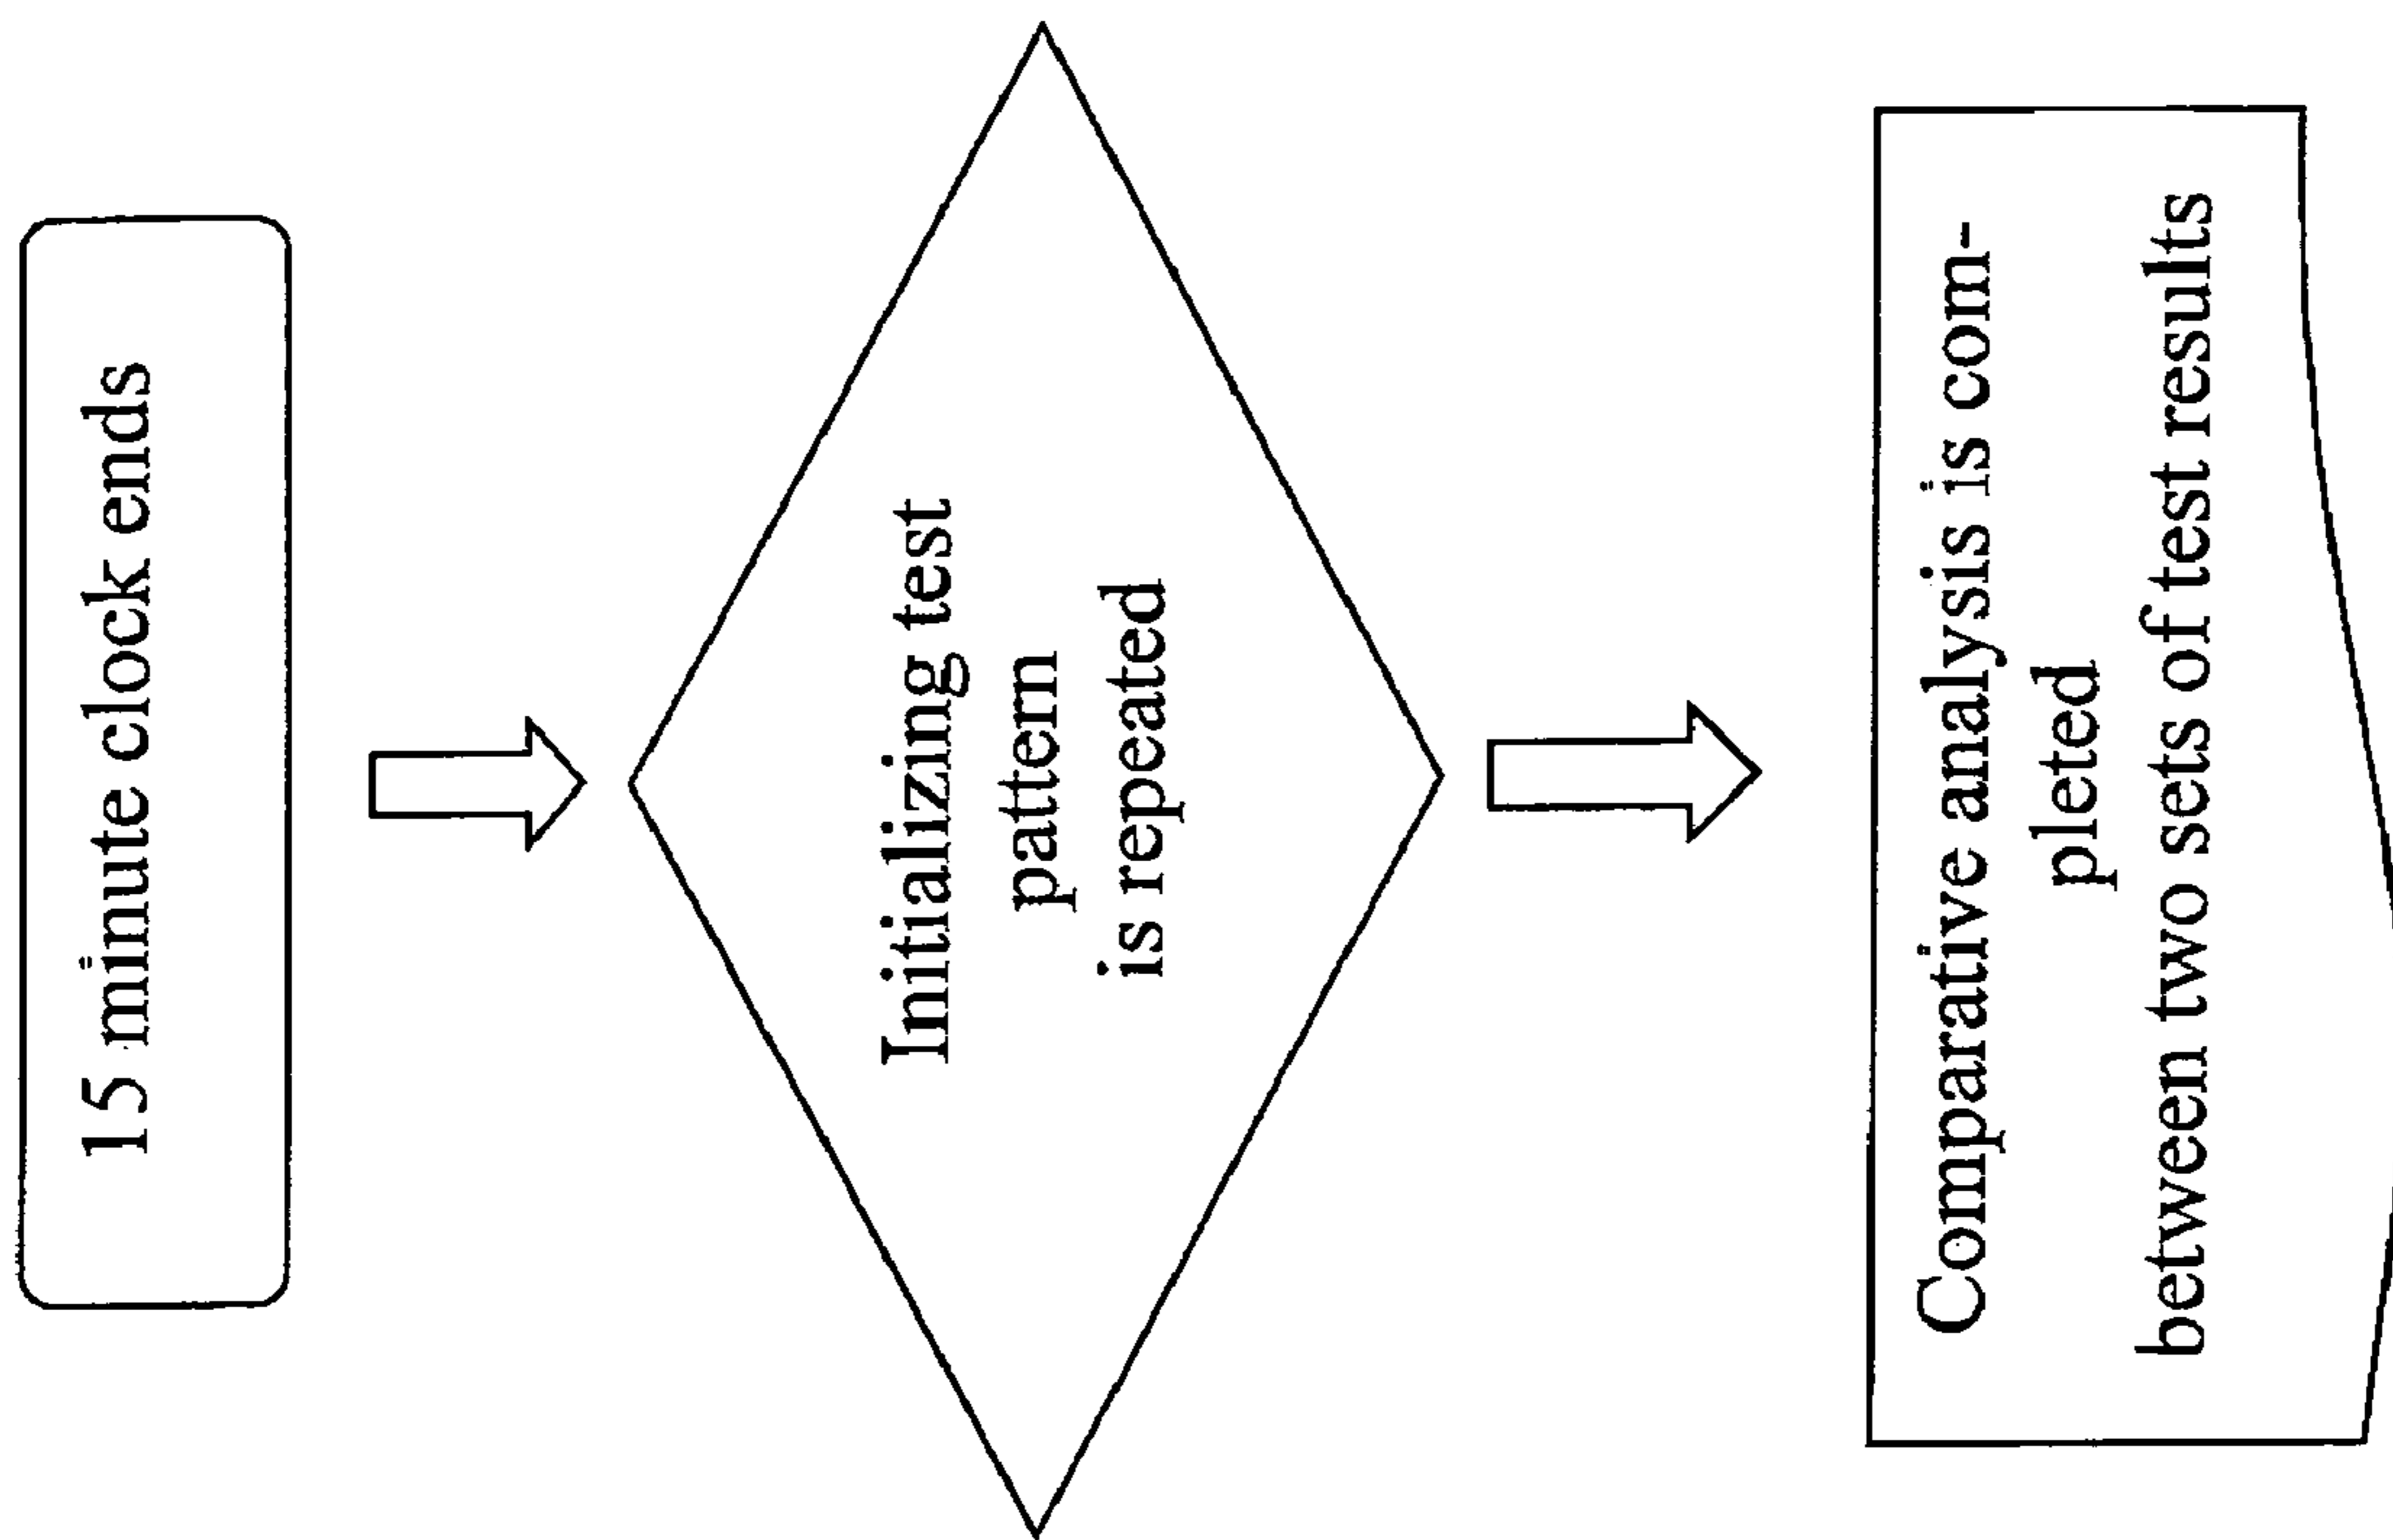 15 minute clock ends
Initializing test
pattern
is repeated
Comparative analysis is com-
pleted
between two sets of test results